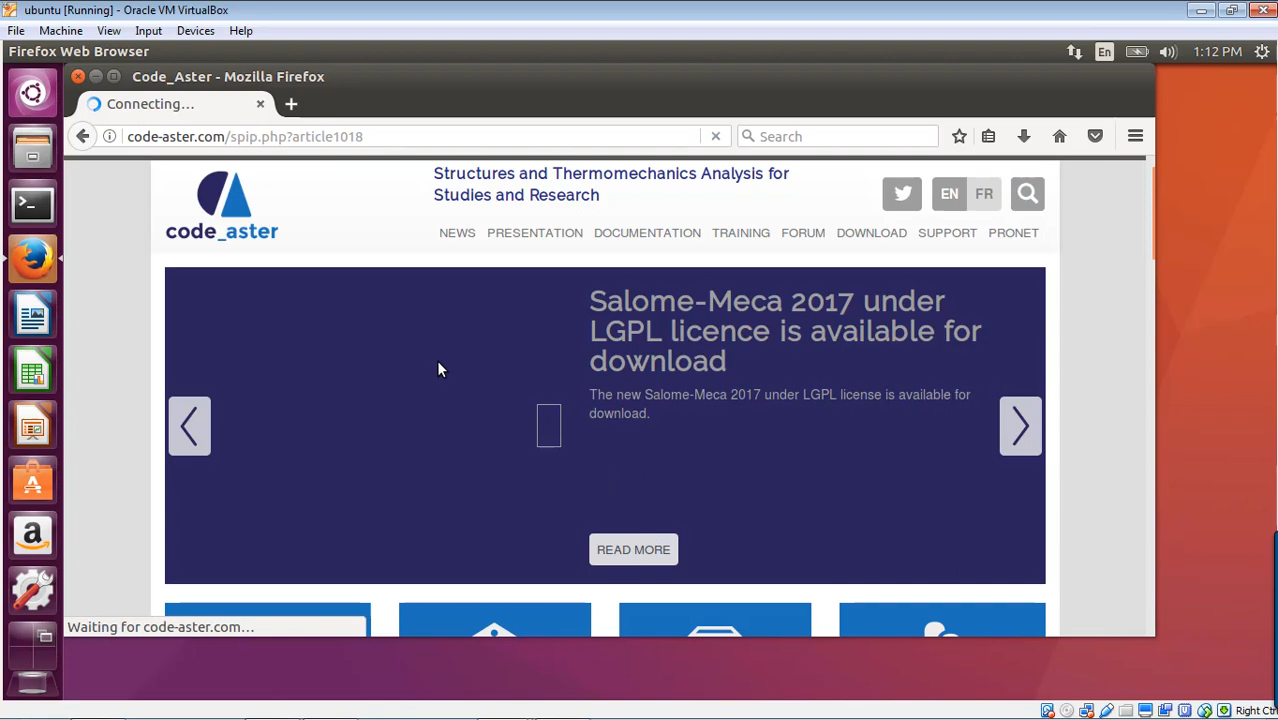 ubuntu [Running] - Oracle VM VirtualBox
File Machine View Input Devices Help
Firefox Web Browser
En
1:12 PM
Code_Aster - Mozilla Firefox
Connecting…
code-aster.com/spip.php?article1018
Search
Structures and Thermomechanics Analysis for
Studies and Research
EN FR
code_aster
NEWS PRESENTATION DOCUMENTATION TRAINING FORUM DOWNLOAD SUPPORT PRONET
Salome-Meca 2017 under
LGPL licence is available for
download
The new Salome-Meca 2017 under LGPL license is available for
download.
READ MORE
Waiting for code-aster.com…
Right Ctrl